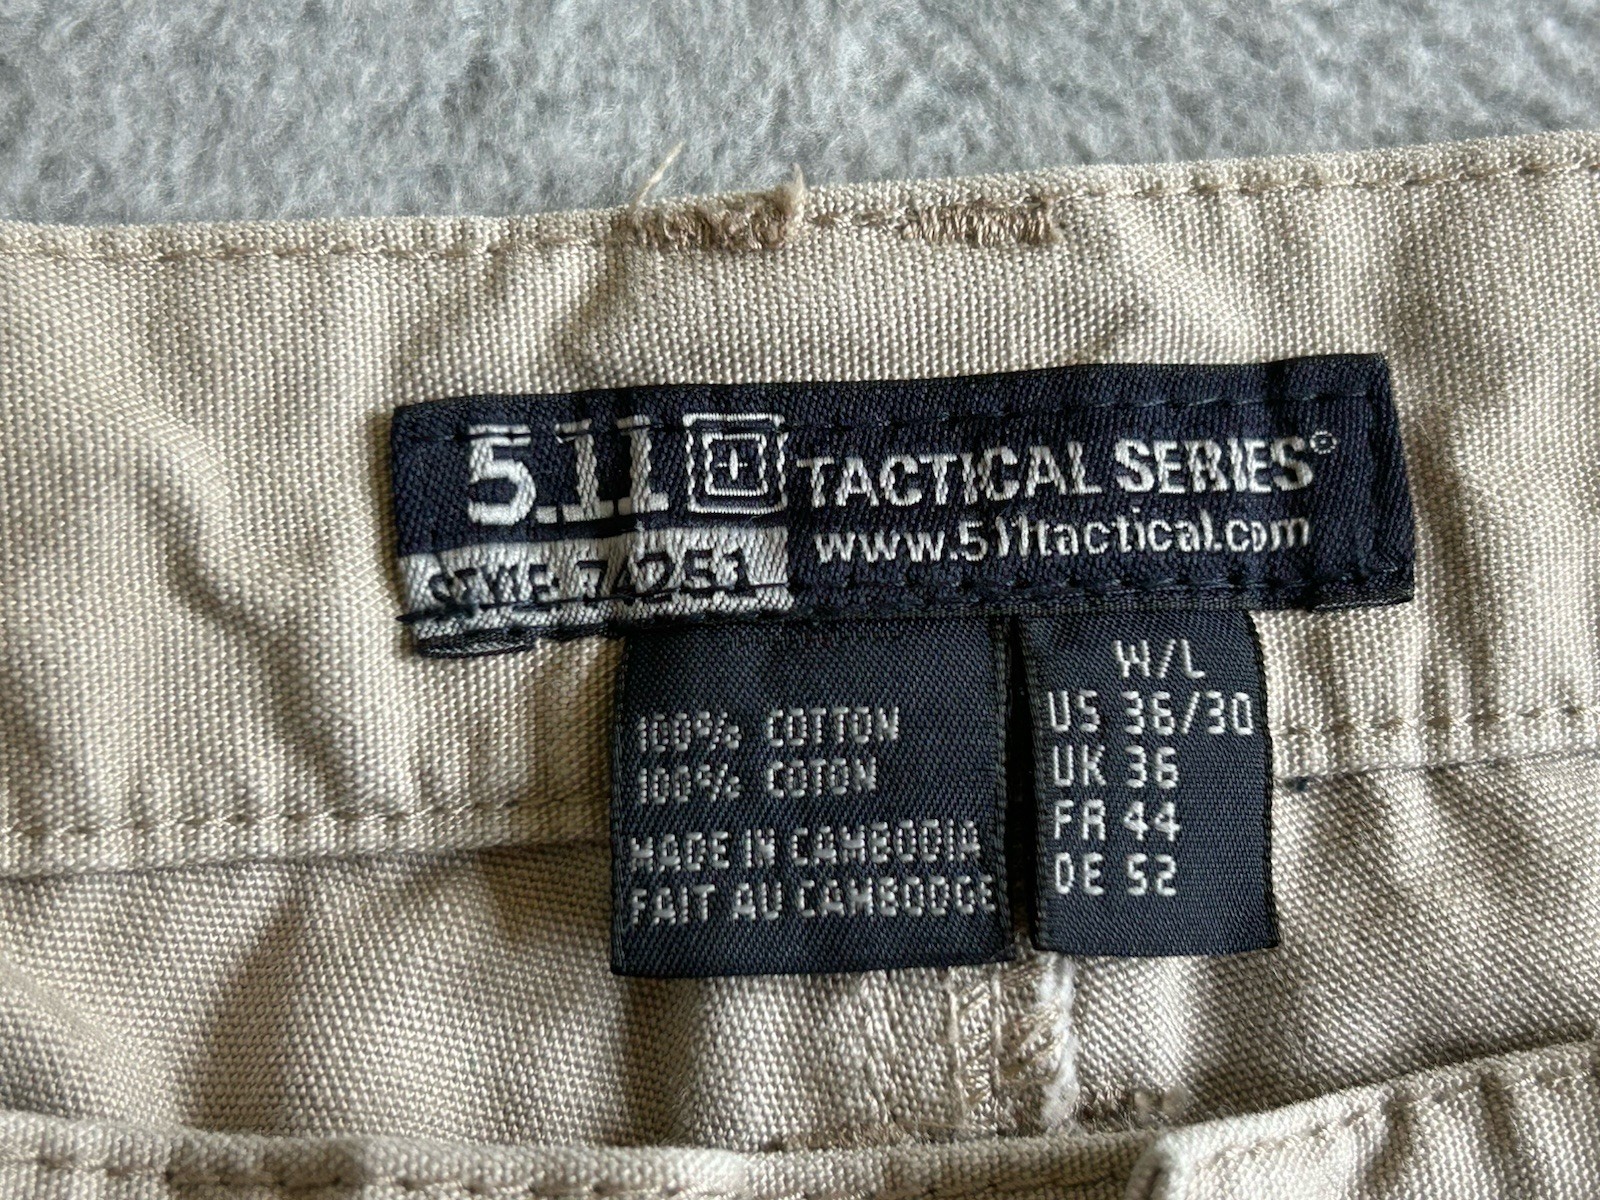 5.11 TACTICAL SERIES®
www.511tactical.com
STYLE 74251
100% COTTON
100% COTON
MADE IN CAMBODIA
FAIT AU CAMBODGE
W/L
US 36/30
UK 36
FR 44
DE 52